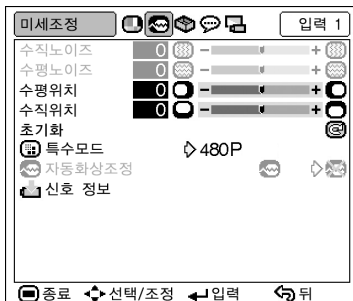 미세조정 입력 1
수직노이즈 0 - +
수평노이즈 0 - +
수평위치 0 - +
수직위치 0 - +
초기화
특수모드 480P
자동화상조정
신호 정보
종료 선택/조정 입력 뒤